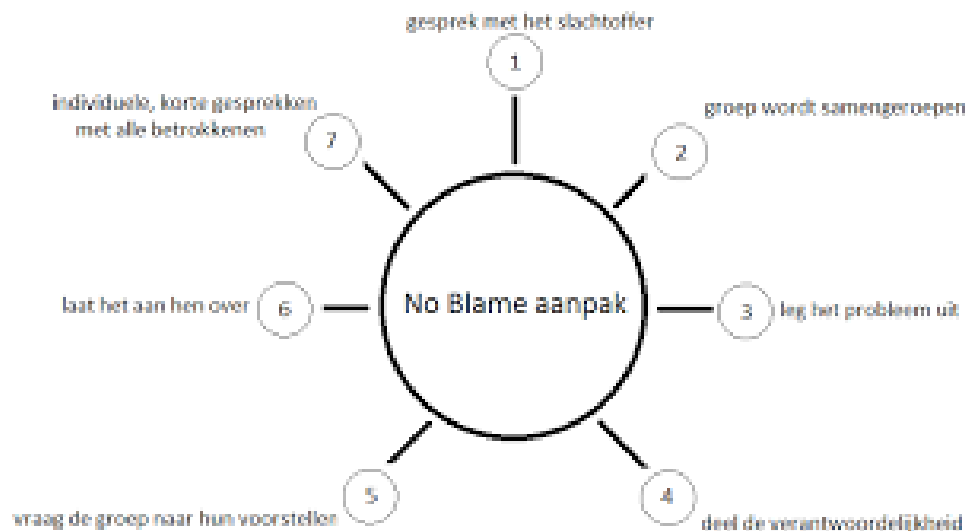 gesprek met het slachtoffer
1
groep wordt samengeroepen
2
leg het probleem uit
3
deel de verantwoordelijkheid
4
vraag de groep naar hun voorstellen
5
laat het aan hen over
6
individuele, korte gesprekken
met alle betrokkenen
7
No Blame aanpak